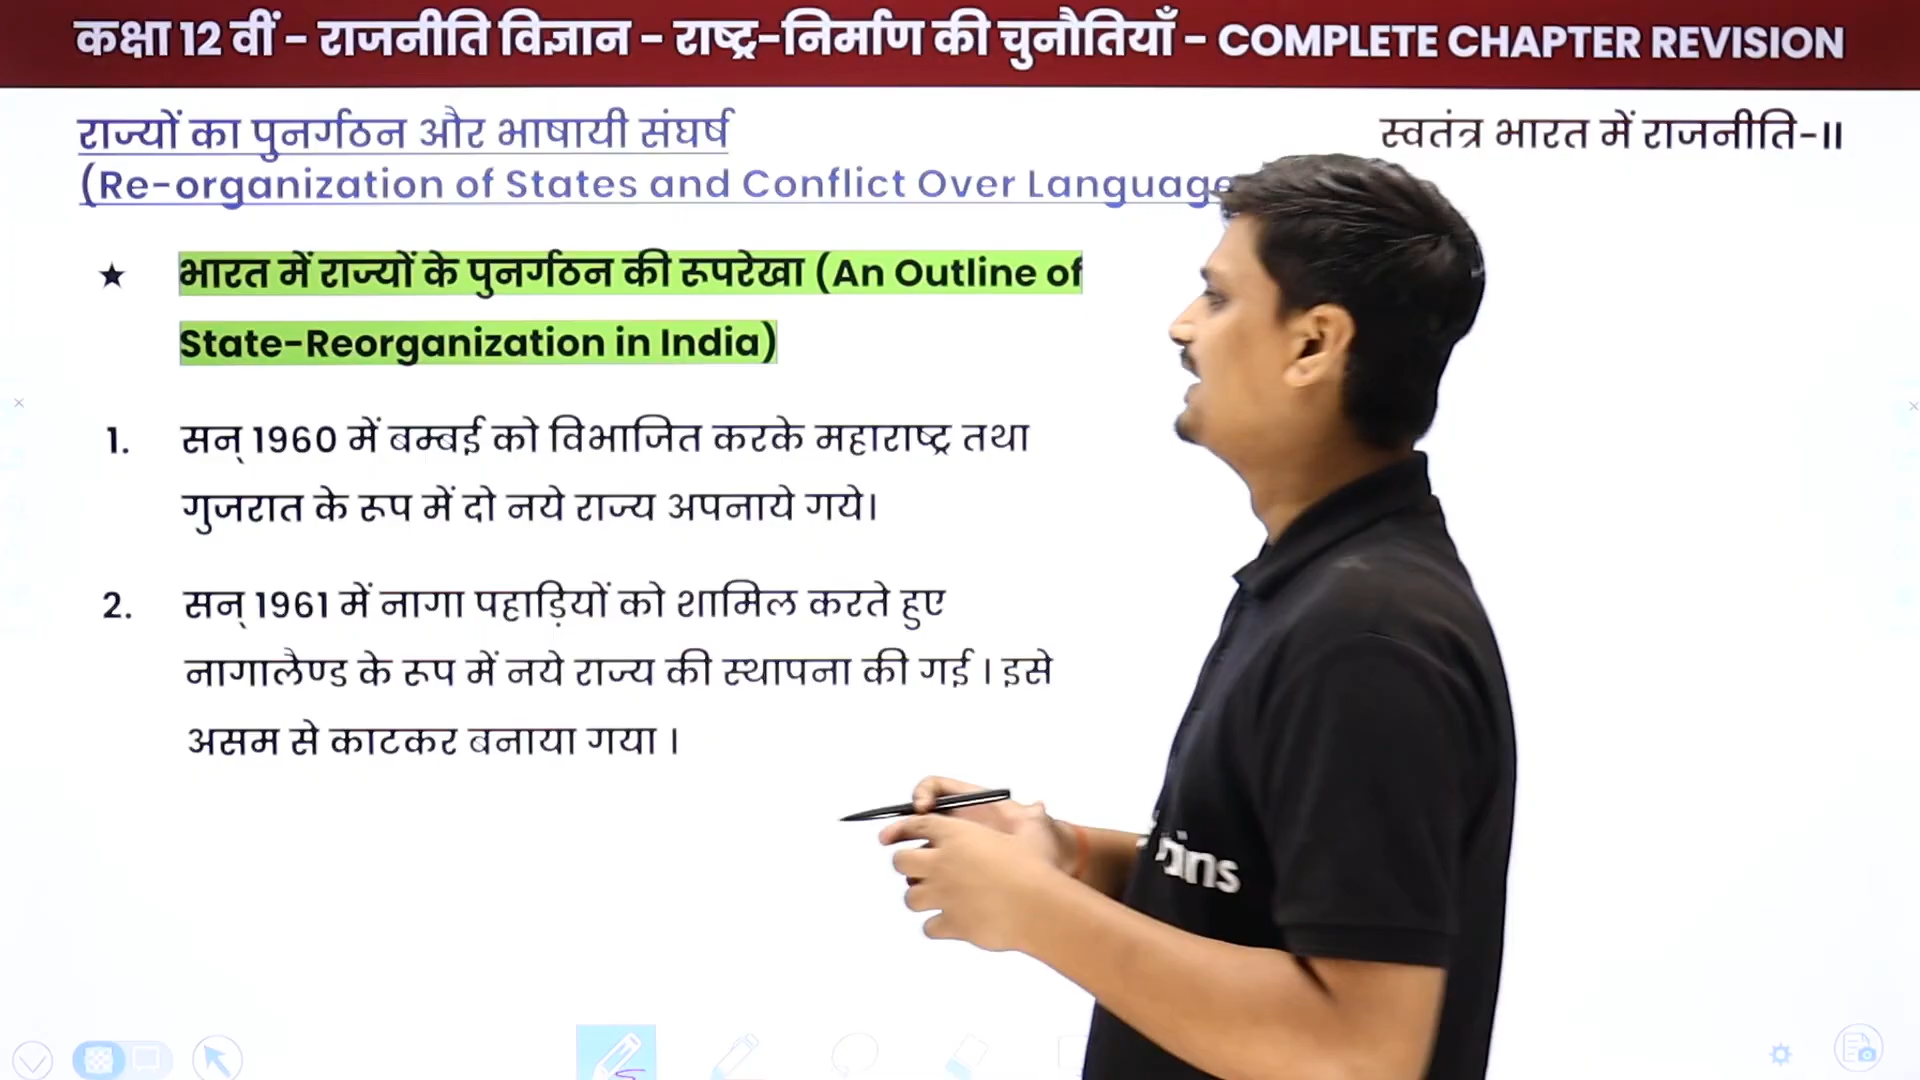 कक्षा 12 वीं - राजनीति विज्ञान - राष्ट्र-निर्माण की चुनौतियाँ - COMPLETE CHAPTER REVISION
राज्यों का पुनर्गठन और भाषायी संघर्ष
स्वतंत्र भारत में राजनीति-II
(Re-organization of States and Conflict Over Language
★ भारत में राज्यों के पुनर्गठन की रूपरेखा (An Outline of
State-Reorganization in India)
1. सन् 1960 में बम्बई को विभाजित करके महाराष्ट्र तथा
गुजरात के रूप में दो नये राज्य अपनाये गये।
2. सन् 1961 में नागा पहाड़ियों को शामिल करते हुए
नागालैण्ड के रूप में नये राज्य की स्थापना की गई । इसे
असम से काटकर बनाया गया ।